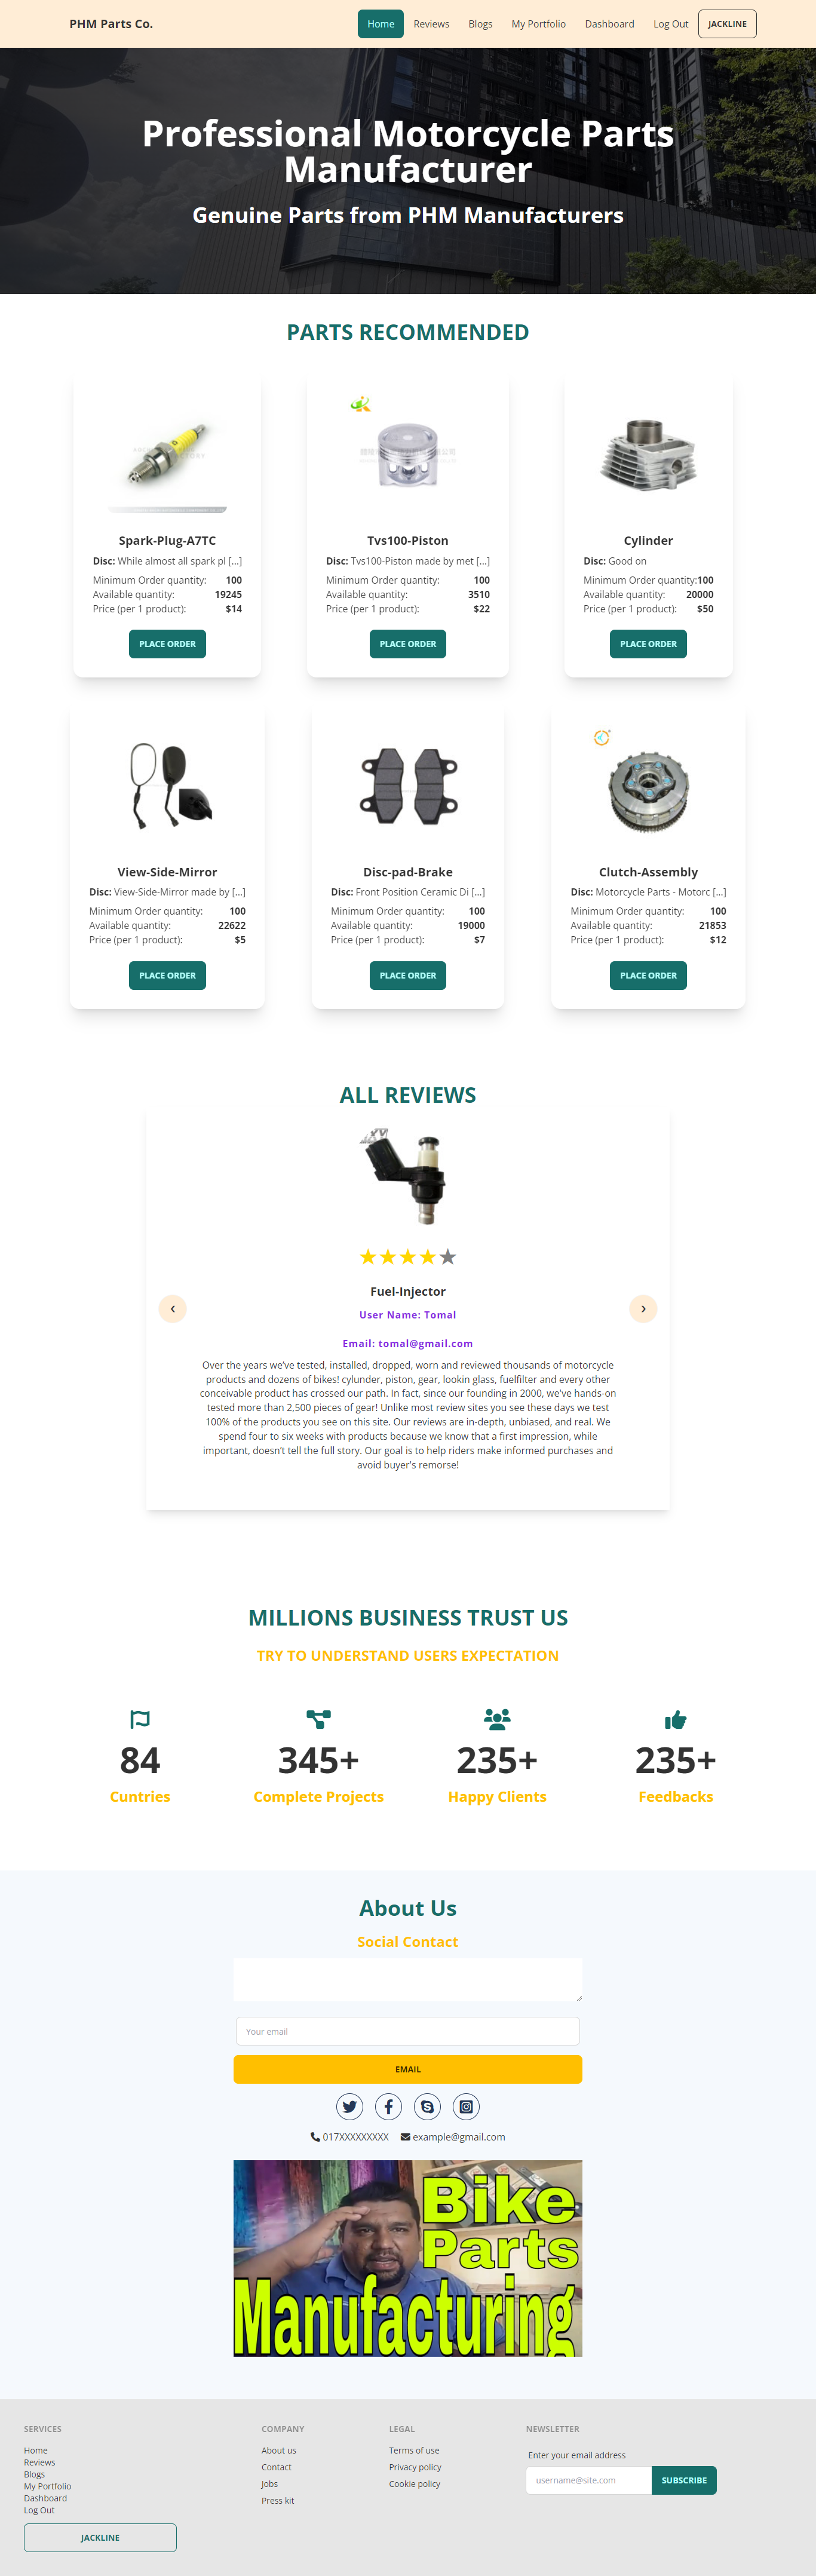 PHM Parts Co.
Home
Reviews
Blogs
My Portfolio
Dashboard
Log Out
JACKLINE
Professional Motorcycle Parts
Manufacturer
Genuine Parts from PHM Manufacturers
PARTS RECOMMENDED
Spark-Plug-A7TC
Disc: While almost all spark pl [...]
Minimum Order quantity: 100
Available quantity: 19245
Price (per 1 product): $14
PLACE ORDER
Tvs100-Piston
Disc: Tvs100-Piston made by met [...]
Minimum Order quantity: 100
Available quantity: 3510
Price (per 1 product): $22
PLACE ORDER
Cylinder
Disc: Good on
Minimum Order quantity:100
Available quantity: 20000
Price (per 1 product): $50
PLACE ORDER
View-Side-Mirror
Disc: View-Side-Mirror made by [...]
Minimum Order quantity: 100
Available quantity: 22622
Price (per 1 product): $5
PLACE ORDER
Disc-pad-Brake
Disc: Front Position Ceramic Di [...]
Minimum Order quantity: 100
Available quantity: 19000
Price (per 1 product): $7
PLACE ORDER
Clutch-Assembly
Disc: Motorcycle Parts - Motorc [...]
Minimum Order quantity: 100
Available quantity: 21853
Price (per 1 product): $12
PLACE ORDER
ALL REVIEWS
Fuel-Injector
User Name: Tomal
Email: tomal@gmail.com
Over the years we've tested, installed, dropped, worn and reviewed thousands of motorcycle
products and dozens of bikes! cylunder, piston, gear, lookin glass, fuelfilter and every other
conceivable product has crossed our path. In fact, since our founding in 2000, we've hands-on
tested more than 2,500 pieces of gear! Unlike most review sites you see these days we test
100% of the products you see on this site. Our reviews are in-depth, unbiased, and real. We
spend four to six weeks with products because we know that a first impression, while
important, doesn't tell the full story. Our goal is to help riders make informed purchases and
avoid buyer's remorse!
MILLIONS BUSINESS TRUST US
TRY TO UNDERSTAND USERS EXPECTATION
84
Cuntries
345+
Complete Projects
235+
Happy Clients
235+
Feedbacks
About Us
Social Contact
Your email
EMAIL
017XXXXXXXXX
example@gmail.com
Bike
Parts
Manufacturing
SERVICES
Home
Reviews
Blogs
My Portfolio
Dashboard
Log Out
JACKLINE
COMPANY
About us
Contact
Jobs
Press kit
LEGAL
Terms of use
Privacy policy
Cookie policy
NEWSLETTER
Enter your email address
username@site.com
SUBSCRIBE